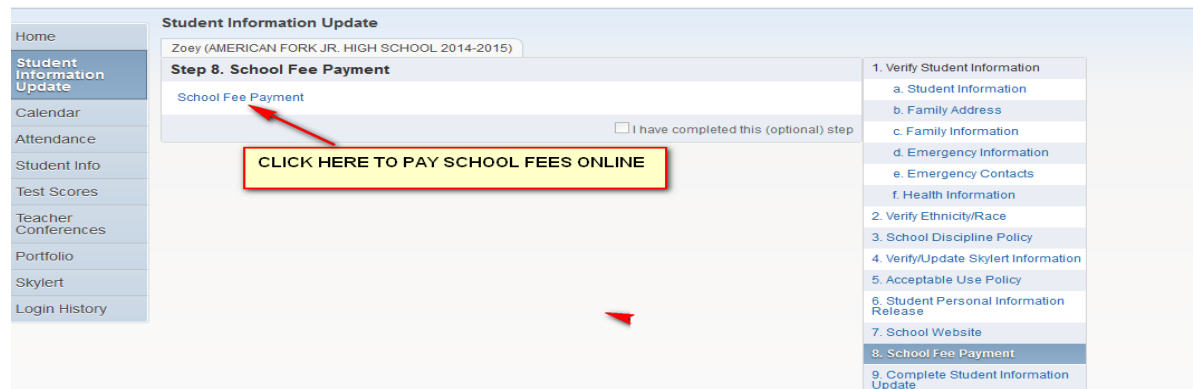 Home
Student
Information
Update
Calendar
Attendance
Student Info
Test Scores
Teacher
Conferences
Portfolio
Skylert
Login History
Student Information Update
Zoey (AMERICAN FORK JR. HIGH SCHOOL 2014-2015)
Step 8. School Fee Payment
School Fee Payment
I have completed this (optional) step
CLICK HERE TO PAY SCHOOL FEES ONLINE
1. Verify Student Information
a. Student Information
b. Family Address
c. Family Information
d. Emergency Information
e. Emergency Contacts
f. Health Information
2. Verify Ethnicity/Race
3. School Discipline Policy
4. Verify/Update Skylert Information
5. Acceptable Use Policy
6. Student Personal Information
Release
7. School Website
8. School Fee Payment
9. Complete Student Information
Update